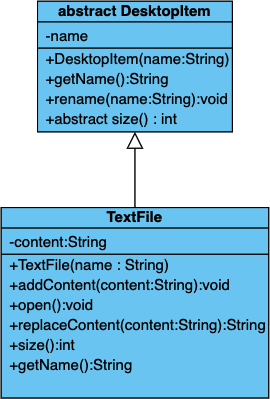 abstract DesktopItem
-name
+DesktopItem(name:String)
+getName():String
+rename(name:String):void
+abstract size() : int
TextFile
-content:String
+TextFile(name : String)
+addContent(content:String):void
+open():void
+replaceContent(content:String):String
+size():int
+getName():String